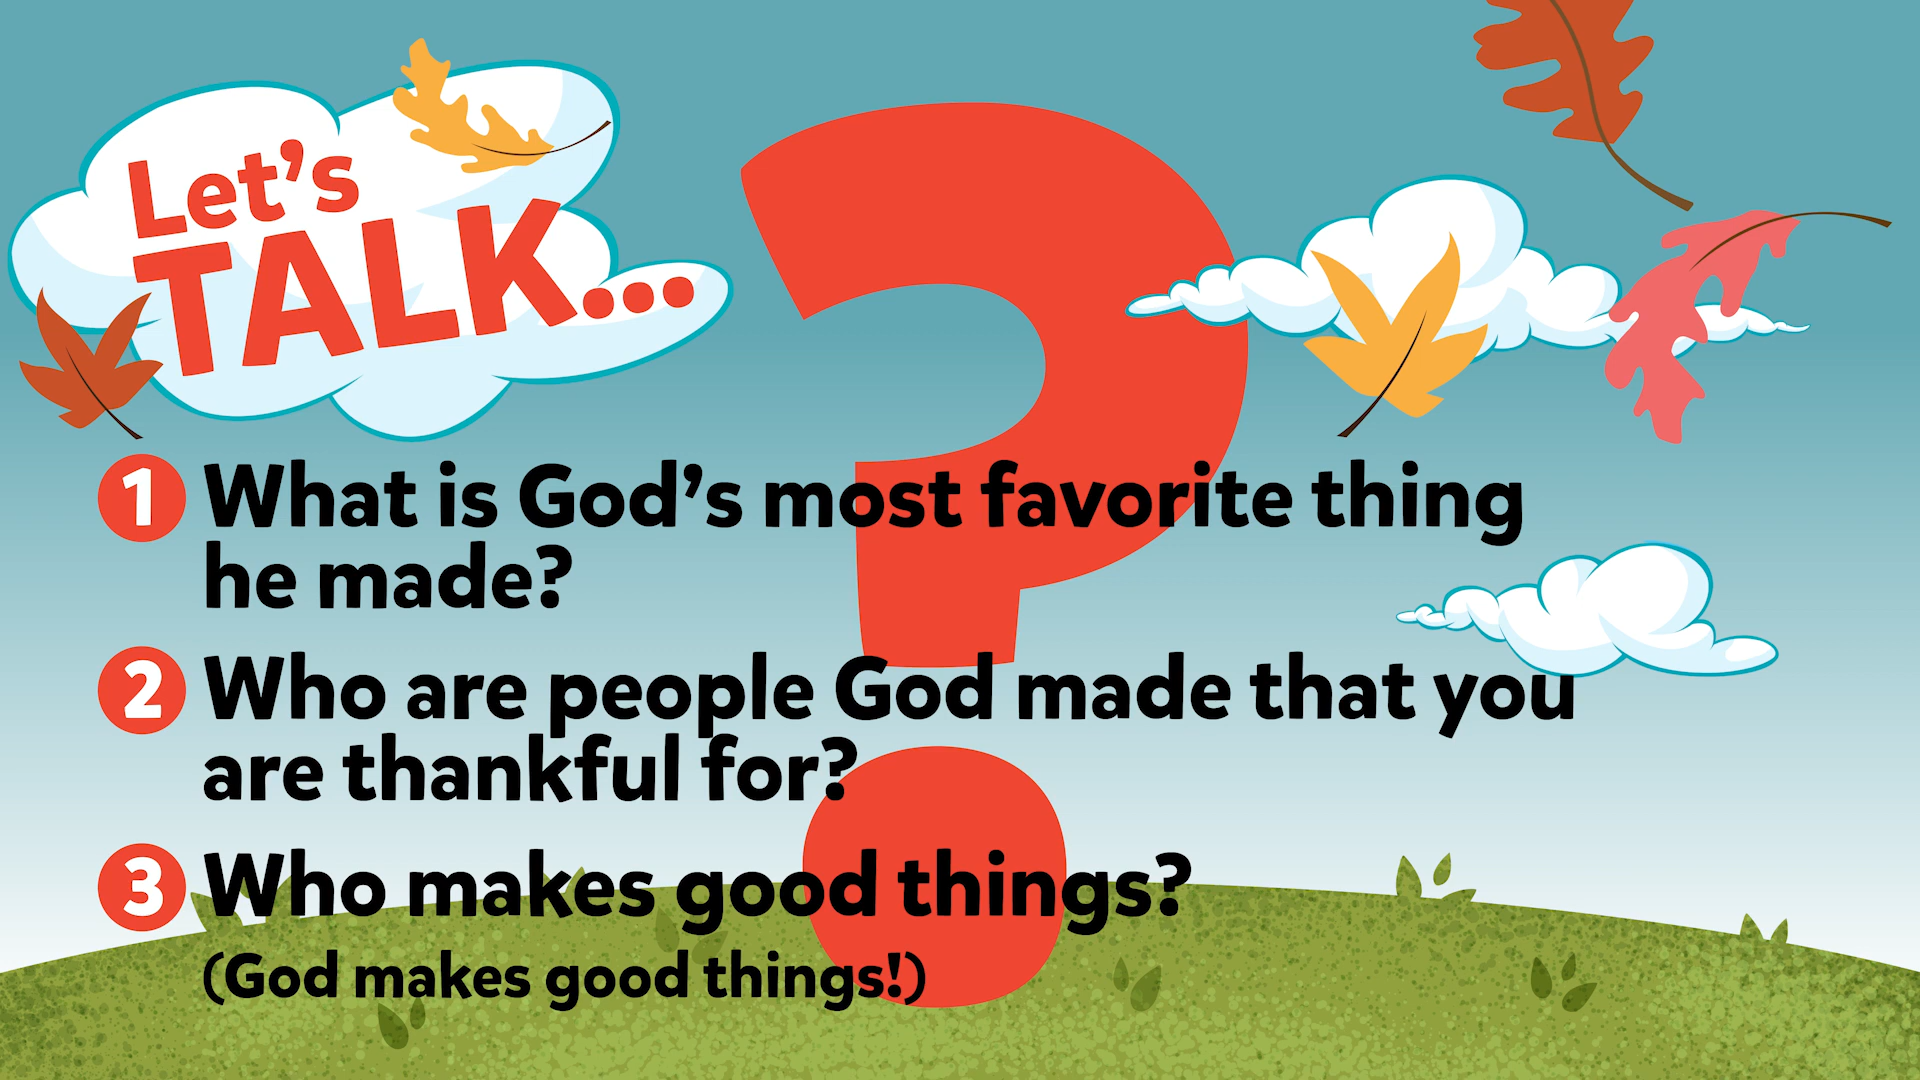 Let's
TALK...
1 What is God's most favorite thing
he made?
2 Who are people God made that you
are thankful for?
3 Who makes good things?
(God makes good things!)
?